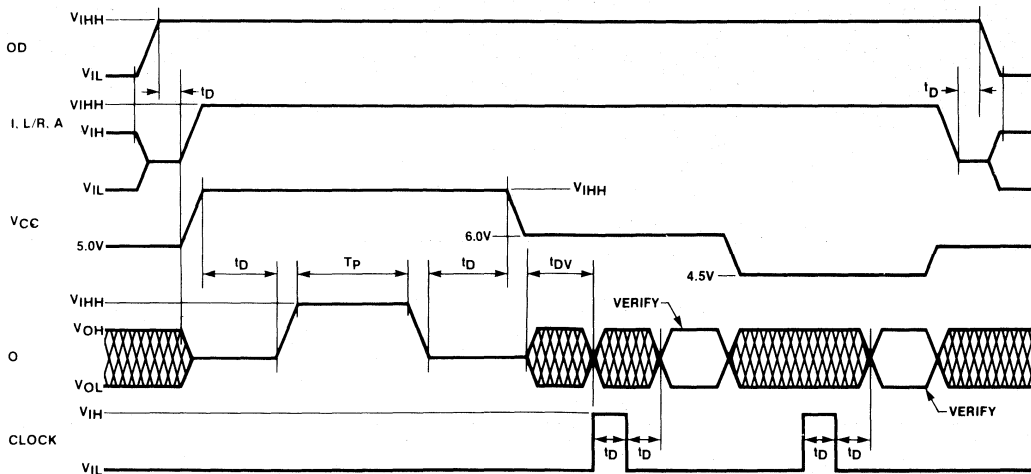 VIHH
OD
VIL
tD
tD
VIHH
I. L/R. A
VIH
VIL
VIHH
VCC
5.0V
6.0V
4.5V
tD
TP
tD
tDV
VIHH
VERIFY
VOH
O
VOL
VERIFY
VIH
CLOCK
tD
tD
tD
tD
VIL